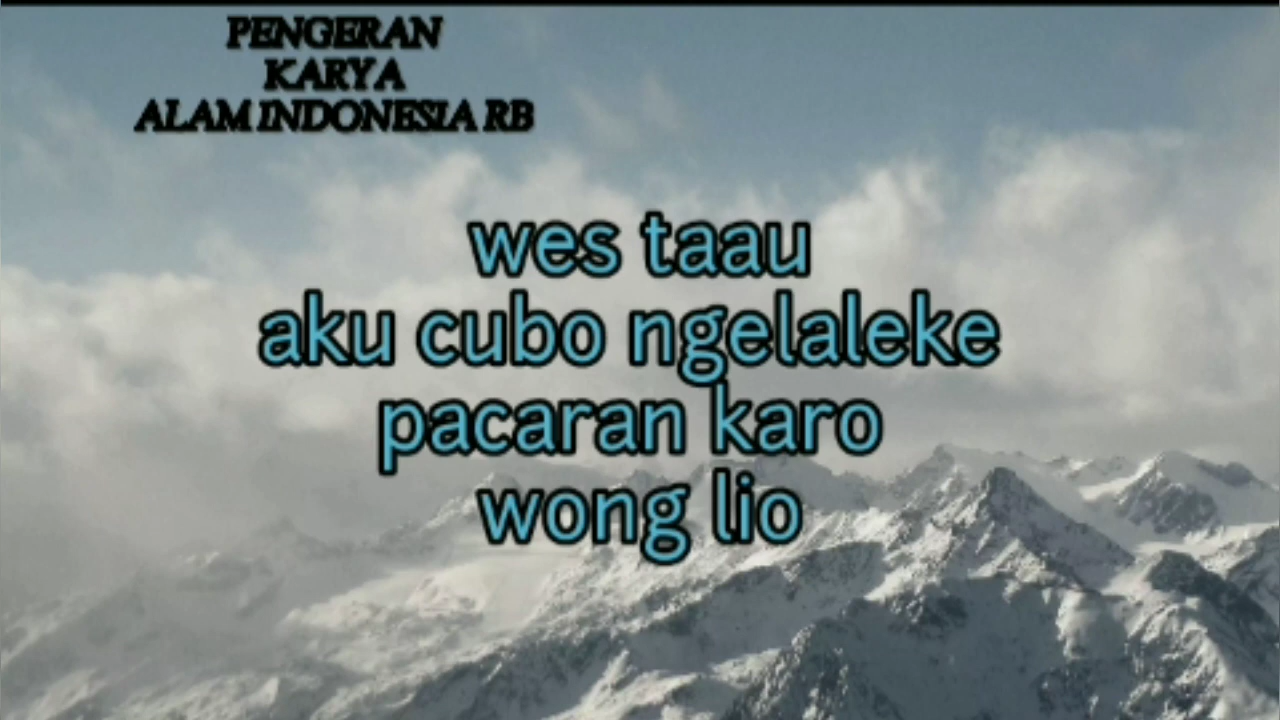 PENGERAN
KARYA
ALAM INDONESIA RB
wes taau
aku cubo ngelaleke
pacaran karo
wong lio